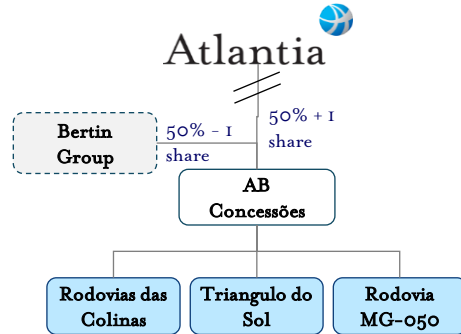 Atlantia
50% + 1
share
Bertin
Group
50% - 1
share
AB
Concessões
Rodovias das
Colinas
Triangulo do
Sol
Rodovia
MG-050